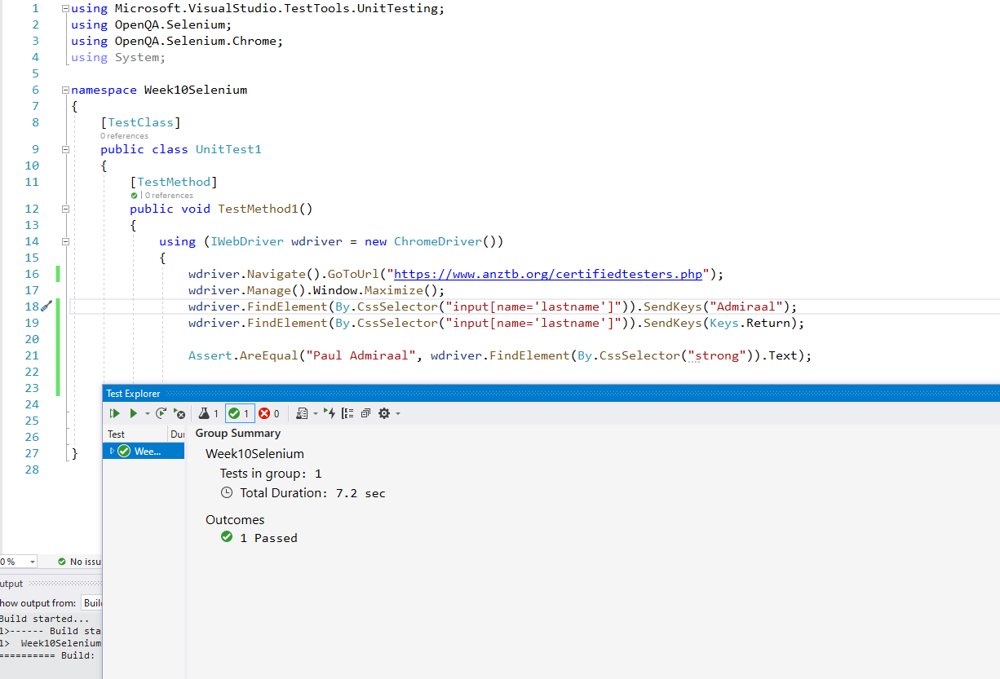 1 using Microsoft.VisualStudio.TestTools.UnitTesting;
2 using OpenQA.Selenium;
3 using OpenQA.Selenium.Chrome;
4 using System;
5
6 namespace Week10Selenium
7 {
8 [TestClass]
0 references
9 public class UnitTest1
10 {
11 [TestMethod]
| 0 references
12 public void TestMethod1()
13 {
14 using (IWebDriver wdriver = new ChromeDriver())
15 {
16 wdriver.Navigate().GoToUrl("https://www.anztb.org/certifiedtesters.php");
17 wdriver.Manage().Window.Maximize();
18 wdriver.FindElement(By.CssSelector("input[name='lastname']")).SendKeys("Admiraal");
19 wdriver.FindElement(By.CssSelector("input[name='lastname']")).SendKeys(Keys.Return);
20
21 Assert.AreEqual("Paul Admiraal", wdriver.FindElement(By.CssSelector("strong")).Text);
22
23
24
25
26
27 }
28
Test Explorer
1 1 0
Test Dur
Wee...
Group Summary
Week10Selenium
Tests in group: 1
Total Duration: 7.2 sec
Outcomes
1 Passed
0 % No issu
utput
how output from: Buil
Build started...
1>------ Build sta
1> Week10Selenium
========== Build: